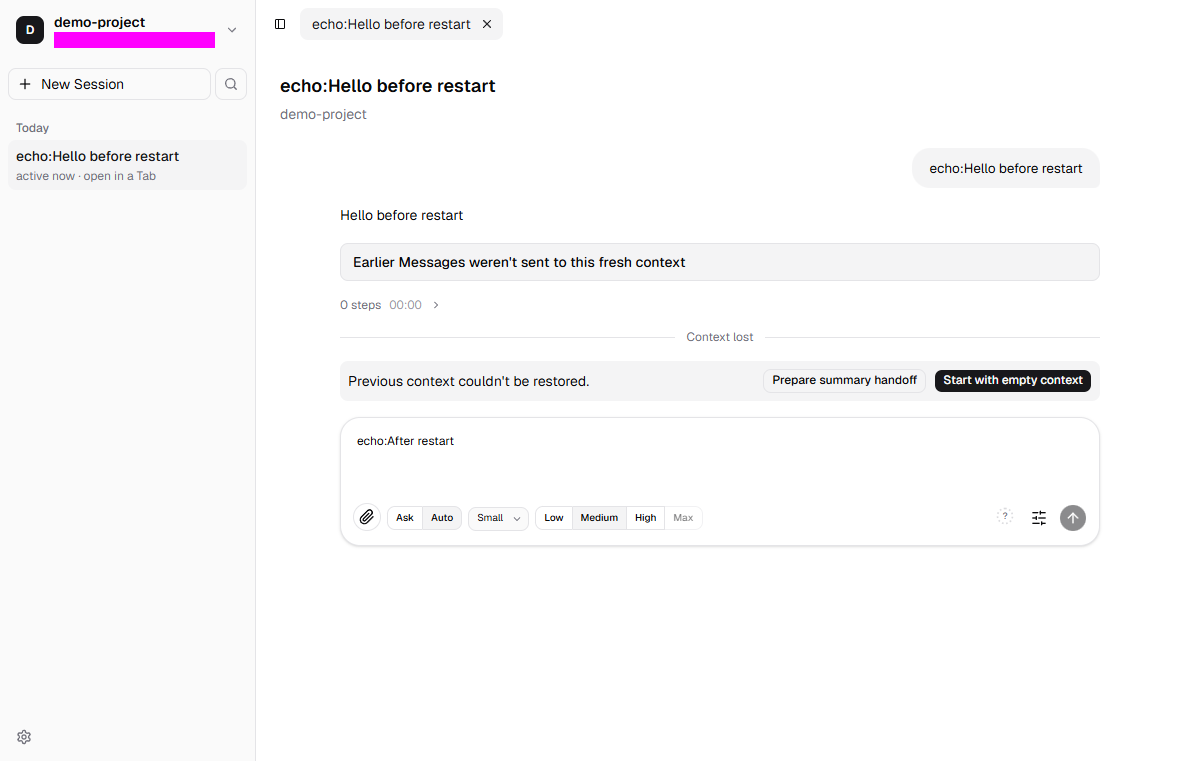 D
demo-project
New Session
Today
echo:Hello before restart
active now · open in a Tab
echo:Hello before restart
echo:Hello before restart
demo-project
echo:Hello before restart
Hello before restart
Earlier Messages weren't sent to this fresh context
0 steps 00:00
Context lost
Previous context couldn't be restored. Prepare summary handoff Start with empty context
echo:After restart
Ask Auto Small Low Medium High Max ?